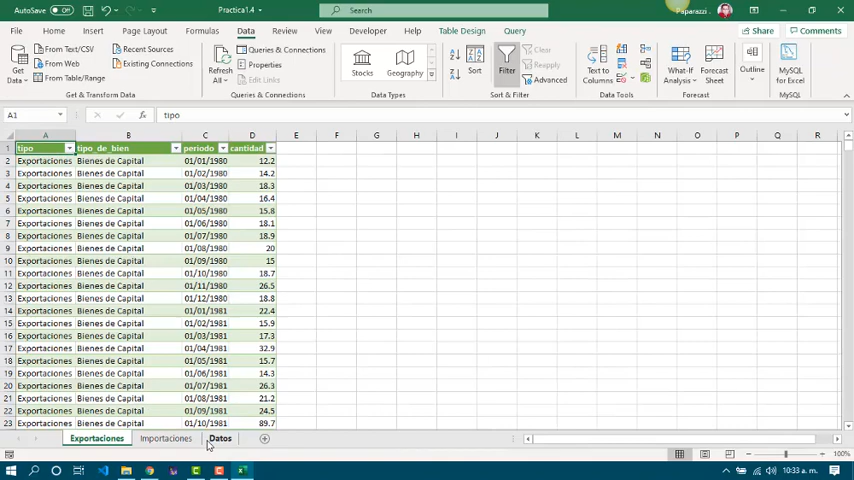 AutoSave Off Practica1.4 Search Paparazzi .
File Home Insert Page Layout Formulas Data Review View Developer Help Table Design Query Share Comments
Get Data
From Text/CSV
From Web
From Table/Range
Recent Sources
Existing Connections
Get & Transform Data
Refresh All
Queries & Connections
Properties
Edit Links
Queries & Connections
Stocks
Geography
Data Types
Sort
Filter
Clear
Reapply
Advanced
Sort & Filter
Text to Columns
Data Tools
What-If Analysis
Forecast Sheet
Forecast
Outline
MySQL for Excel
MySQL
A1 fx tipo
A B C D E F G H I J K L M N O P Q R
1 tipo tipo_de_bien periodo cantidad
2 Exportaciones Bienes de Capital 01/01/1980 12.2
3 Exportaciones Bienes de Capital 01/02/1980 14.2
4 Exportaciones Bienes de Capital 01/03/1980 18.3
5 Exportaciones Bienes de Capital 01/04/1980 16.4
6 Exportaciones Bienes de Capital 01/05/1980 15.8
7 Exportaciones Bienes de Capital 01/06/1980 18.1
8 Exportaciones Bienes de Capital 01/07/1980 18.9
9 Exportaciones Bienes de Capital 01/08/1980 20
10 Exportaciones Bienes de Capital 01/09/1980 15
11 Exportaciones Bienes de Capital 01/10/1980 18.7
12 Exportaciones Bienes de Capital 01/11/1980 26.5
13 Exportaciones Bienes de Capital 01/12/1980 18.8
14 Exportaciones Bienes de Capital 01/01/1981 22.4
15 Exportaciones Bienes de Capital 01/02/1981 15.9
16 Exportaciones Bienes de Capital 01/03/1981 17.3
17 Exportaciones Bienes de Capital 01/04/1981 32.9
18 Exportaciones Bienes de Capital 01/05/1981 15.7
19 Exportaciones Bienes de Capital 01/06/1981 14.3
20 Exportaciones Bienes de Capital 01/07/1981 26.3
21 Exportaciones Bienes de Capital 01/08/1981 21.2
22 Exportaciones Bienes de Capital 01/09/1981 24.5
23 Exportaciones Bienes de Capital 01/10/1981 89.7
Exportaciones Importaciones Datos
100%
10:33 a. m.